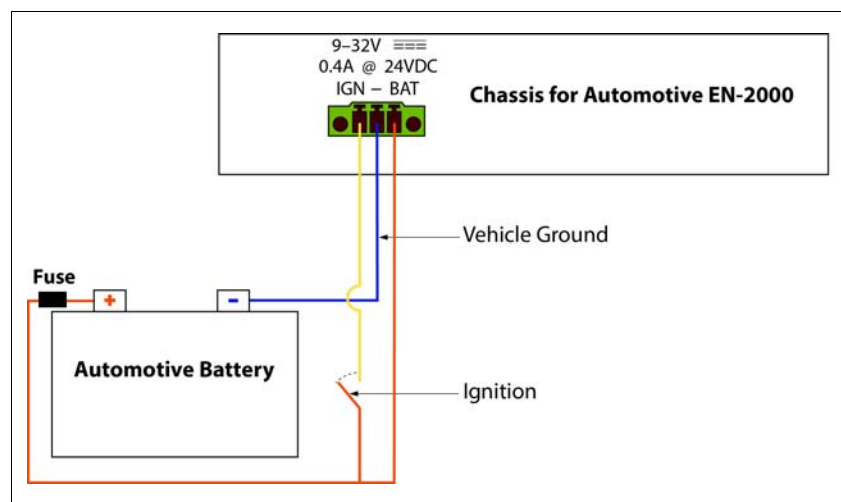 9–32V ⎓
0.4A @ 24VDC
IGN – BAT
Chassis for Automotive EN-2000
Vehicle Ground
Fuse
+
-
Automotive Battery
Ignition